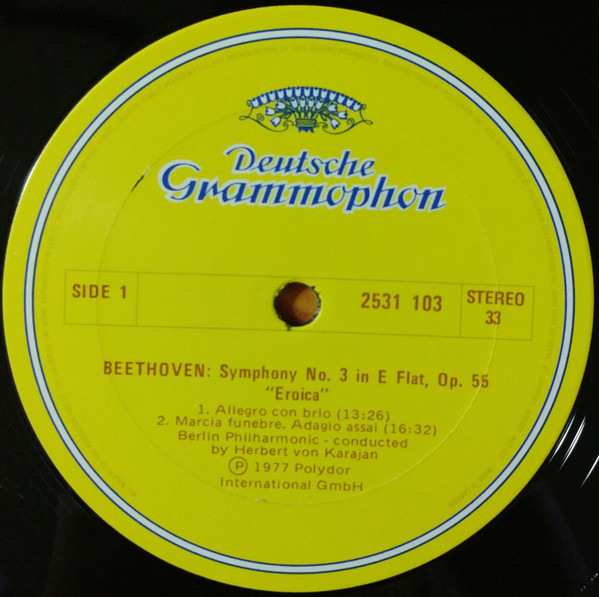 Deutsche
Grammophon
SIDE 1
2531 103
STEREO
33
BEETHOVEN: Symphony No. 3 in E Flat, Op. 55
"Eroica"
1. Allegro con brio (13:26)
2. Marcia funebre. Adagio assai (16:32)
Berlin Philharmonic - conducted
by Herbert von Karajan
Ⓟ 1977 Polydor
International GmbH